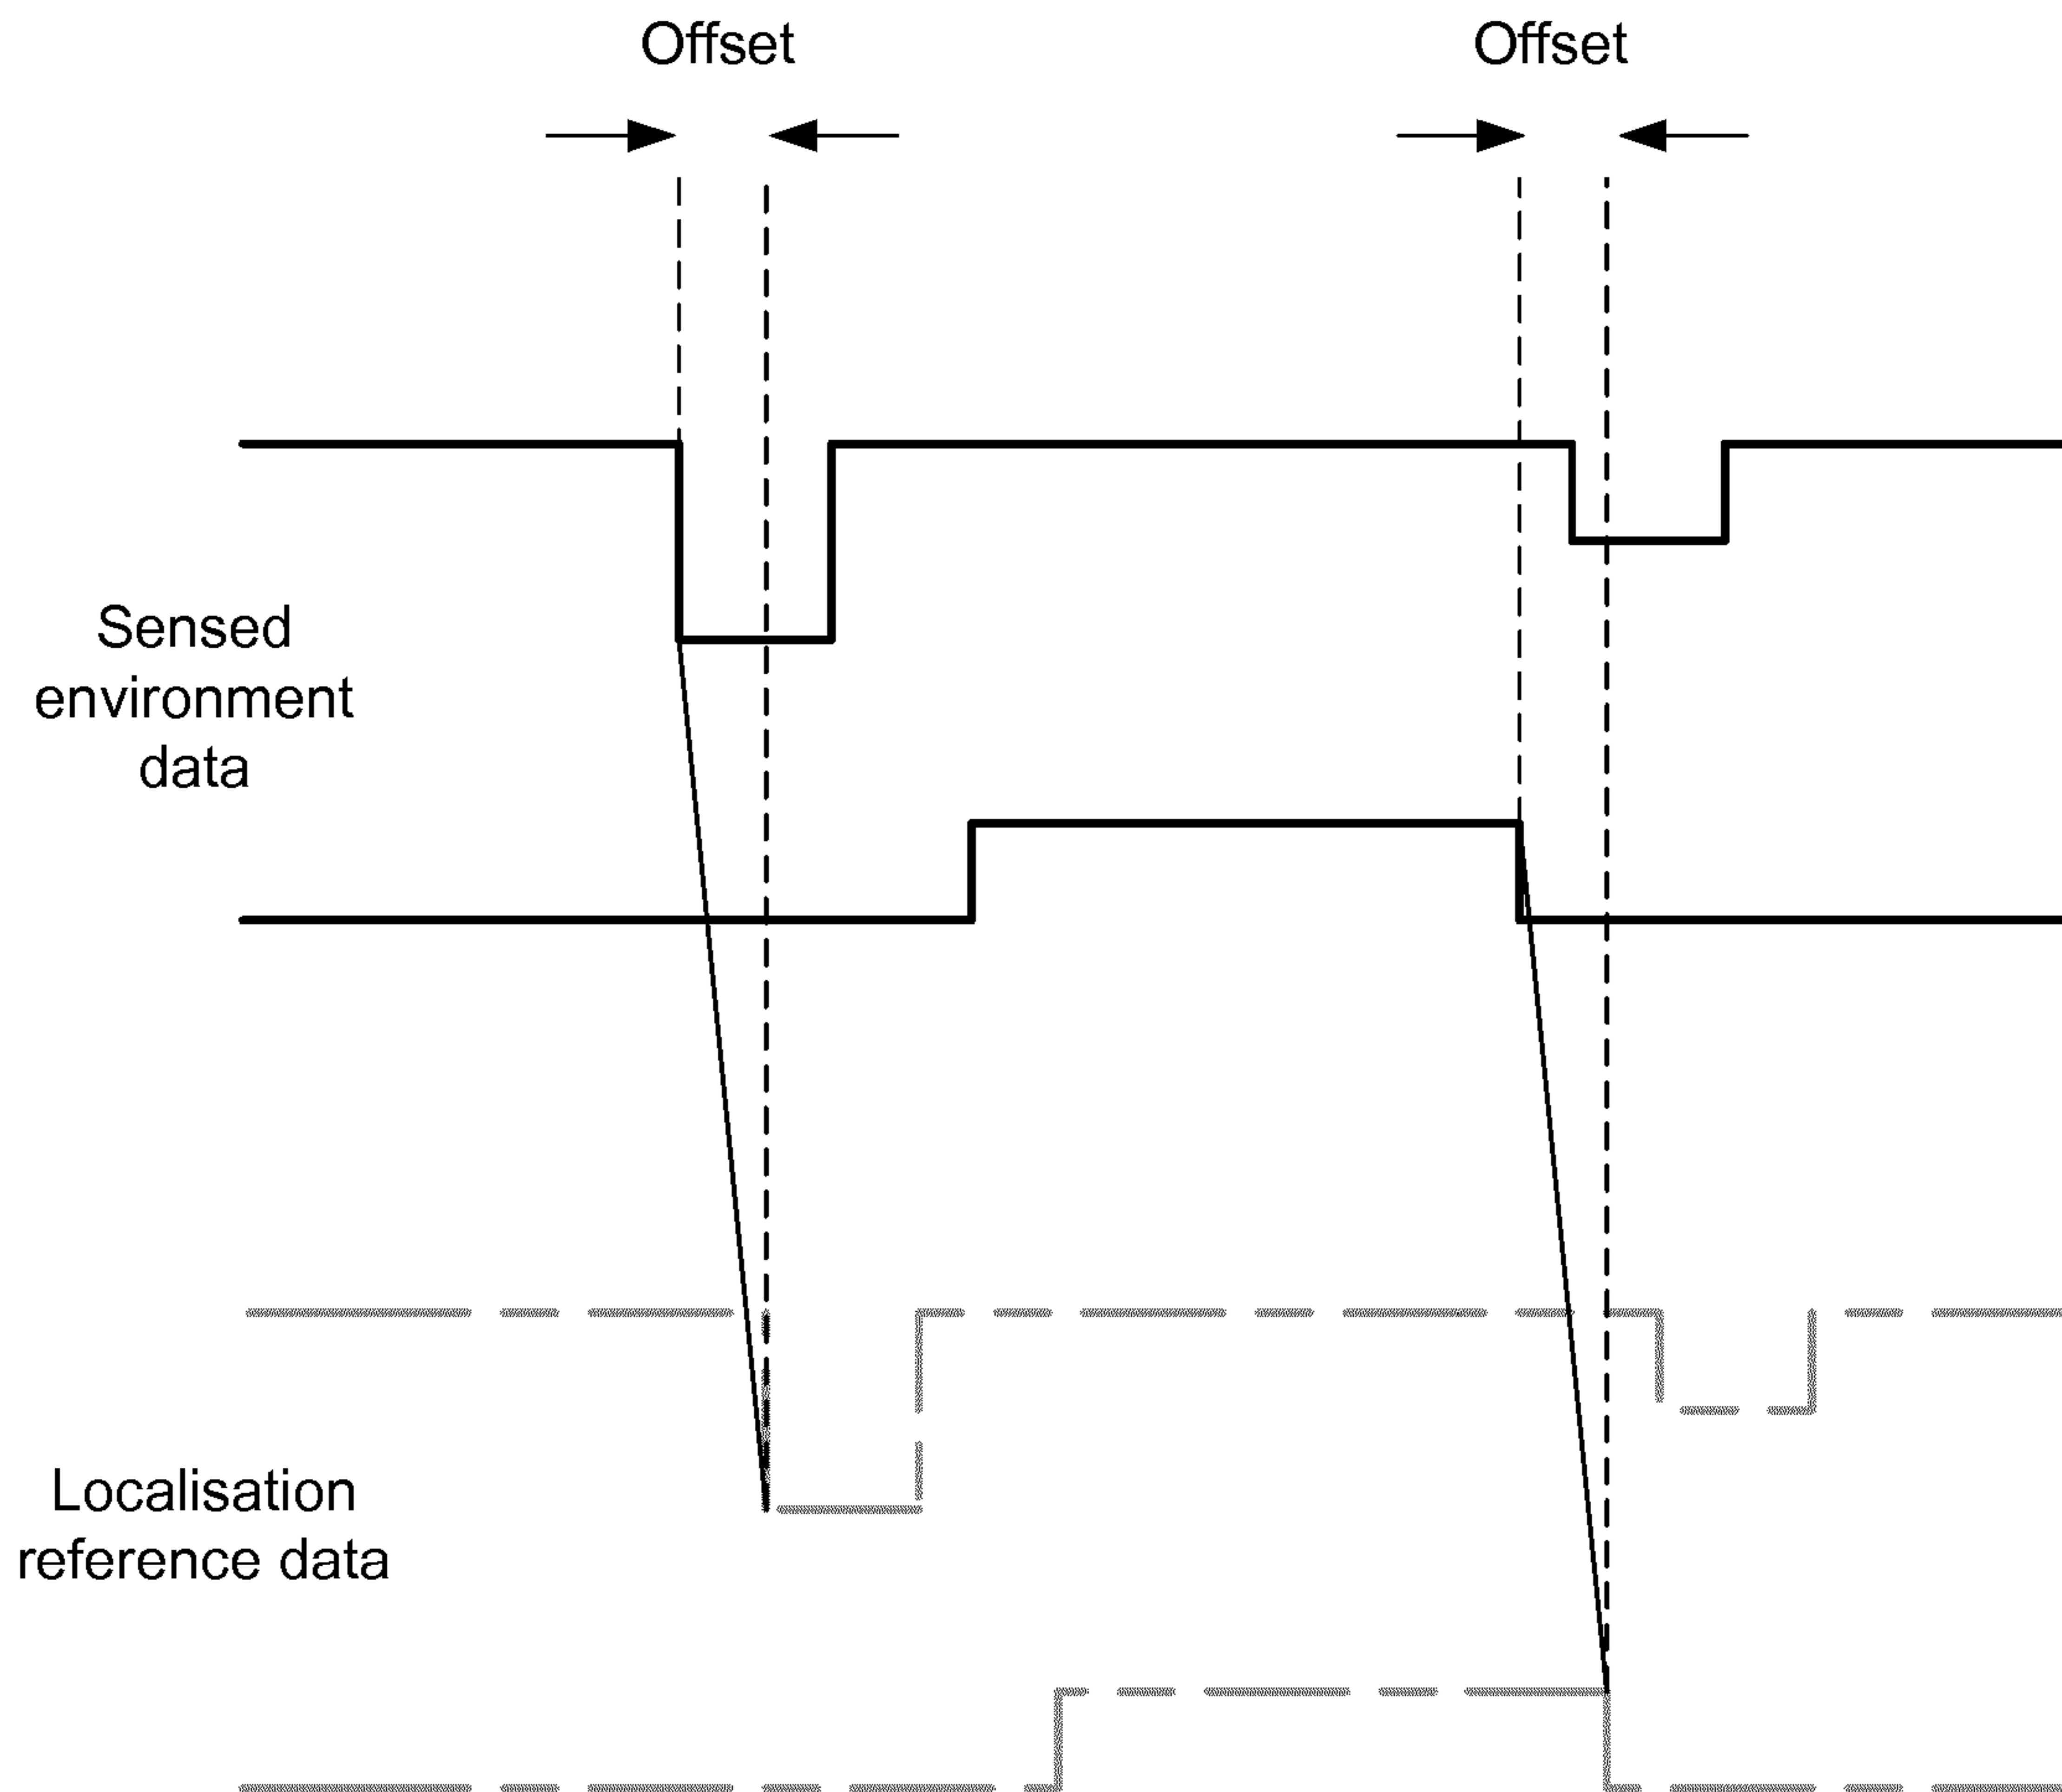 Offset
Offset
Sensed
environment
data
Localisation
reference data